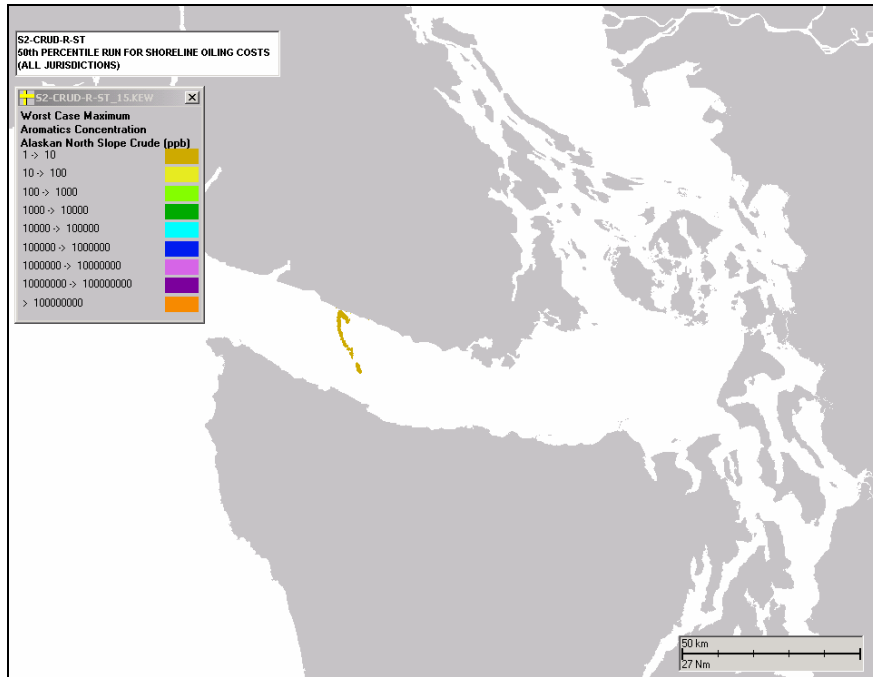 S2-CRUD-R-ST
50th PERCENTILE RUN FOR SHORELINE OILING COSTS
(ALL JURISDICTIONS)
S2-CRUD-R-ST_15.KEW
Worst Case Maximum
Aromatics Concentration
Alaskan North Slope Crude (ppb)
1 -> 10
10 -> 100
100 -> 1000
1000 -> 10000
10000 -> 100000
100000 -> 1000000
1000000 -> 10000000
10000000 -> 100000000
> 100000000
50 km
27 Nm